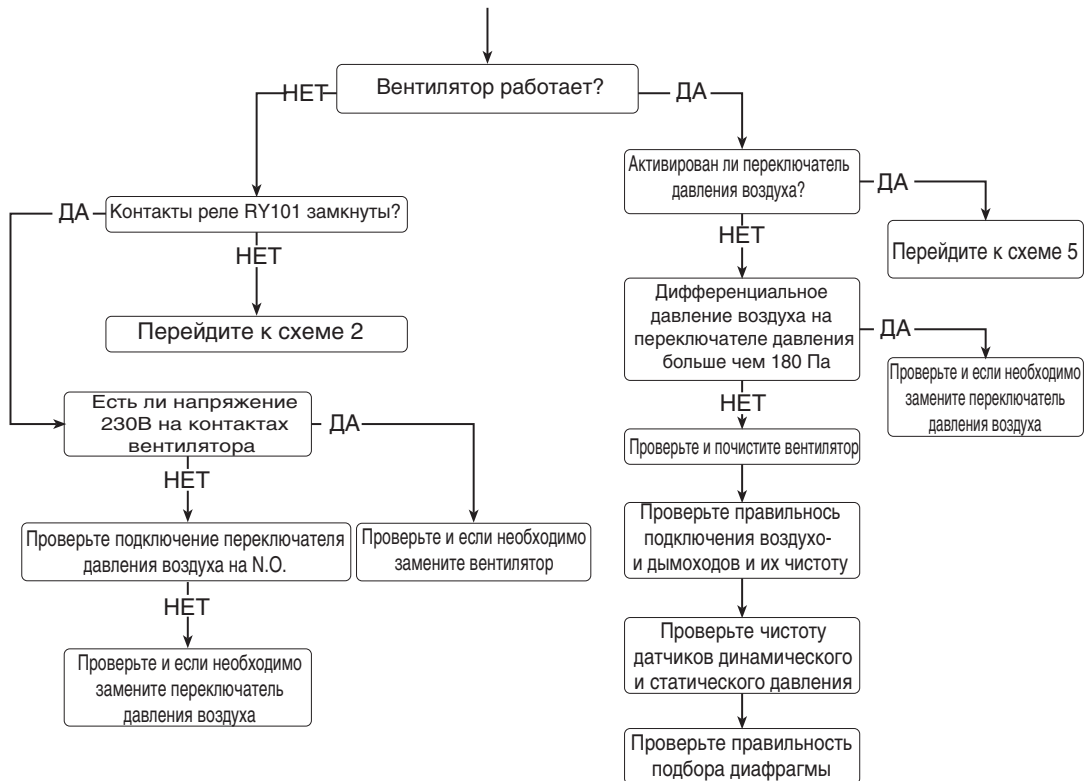 Вентилятор работает?
НЕТ
ДА
Активирован ли переключатель
давления воздуха?
ДА
НЕТ
Перейдите к схеме 5
Контакты реле RY101 замкнуты?
ДА
НЕТ
Перейдите к схеме 2
Дифференциальное
давление воздуха на
переключателе давления
больше чем 180 Па
ДА
НЕТ
Проверьте и если необходимо
замените переключатель
давления воздуха
Есть ли напряжение
230В на контактах
вентилятора
ДА
НЕТ
Проверьте и почистите вентилятор
Проверьте подключение переключателя
давления воздуха на N.O.
НЕТ
Проверьте и если необходимо
замените вентилятор
Проверьте правильнось
подключения воздухо-
и дымоходов и их чистоту
Проверьте и если необходимо
замените переключатель
давления воздуха
Проверьте чистоту
датчиков динамического
и статического давления
Проверьте правильность
подбора диафрагмы